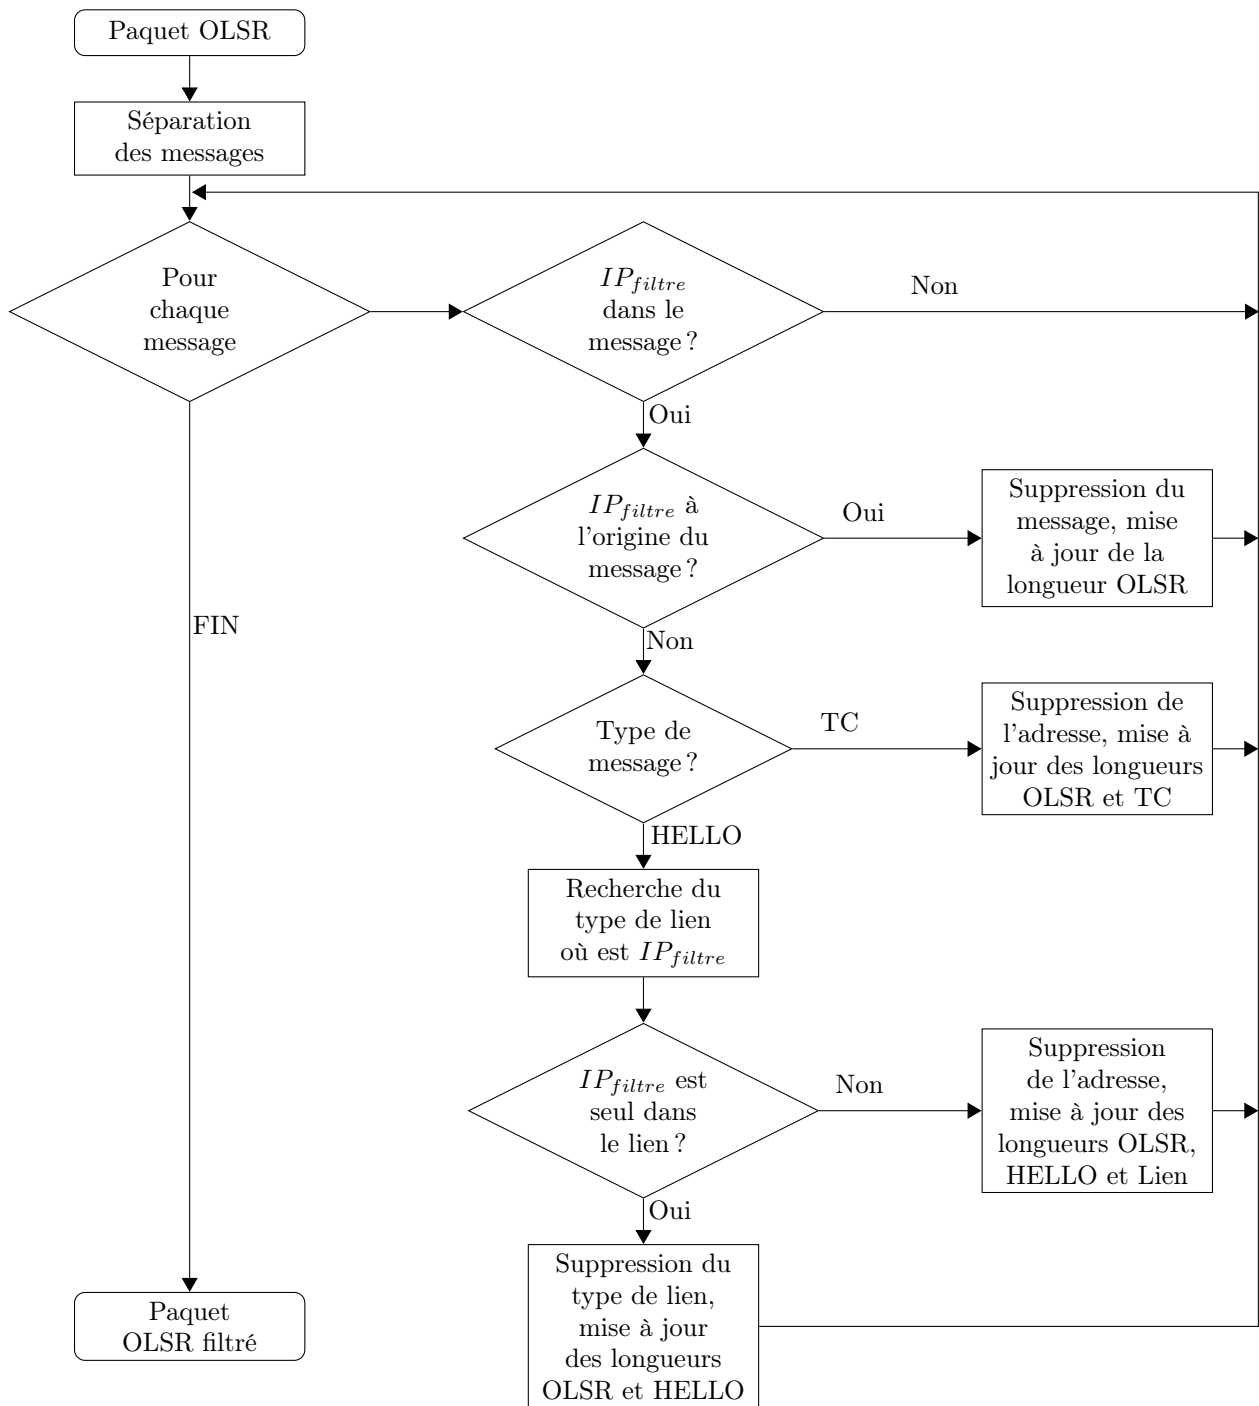 Paquet OLSR
Séparation
des messages
Pour
chaque
message
IP_filtre
dans le
message ?
Non
Oui
IP_filtre à
l'origine du
message ?
Oui
Suppression du
message, mise
à jour de la
longueur OLSR
FIN
Non
Type de
message ?
TC
Suppression de
l'adresse, mise à
jour des longueurs
OLSR et TC
HELLO
Recherche du
type de lien
où est IP_filtre
IP_filtre est
seul dans
le lien ?
Non
Suppression
de l'adresse,
mise à jour des
longueurs OLSR,
HELLO et Lien
Oui
Suppression du
type de lien,
mise à jour
des longueurs
OLSR et HELLO
Paquet
OLSR filtré